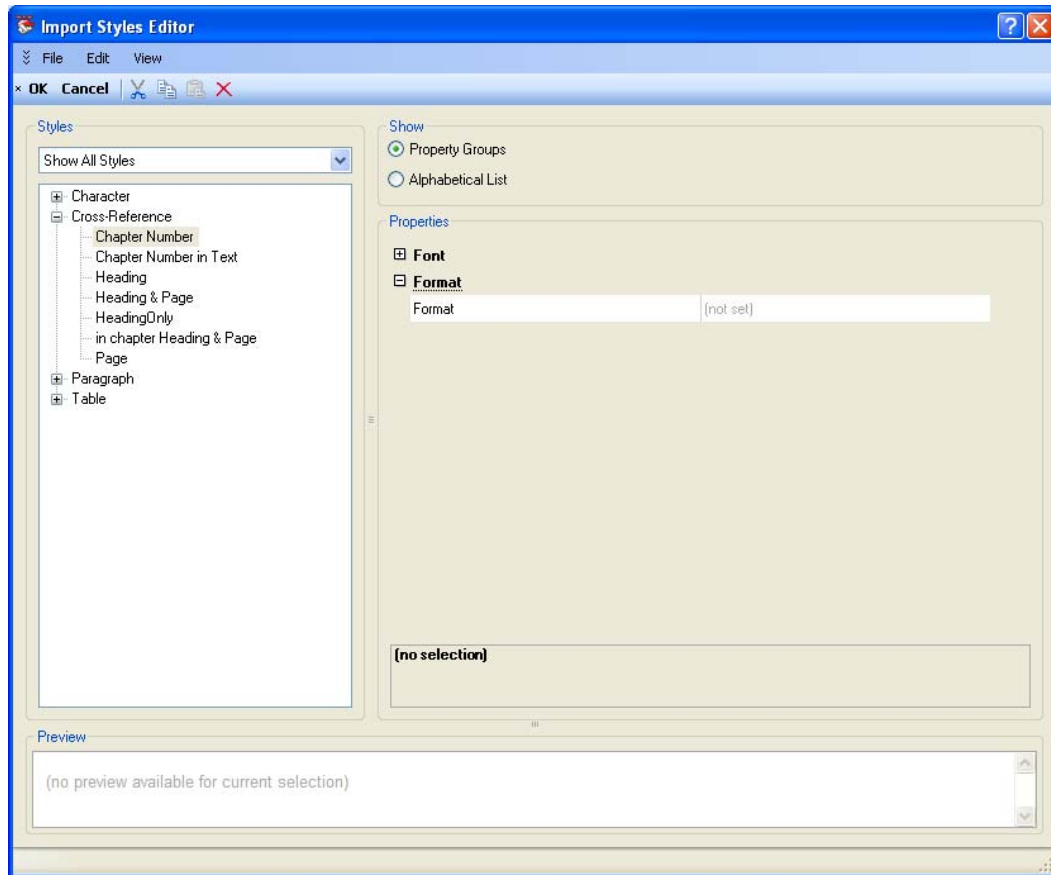 Import Styles Editor
File Edit View
OK Cancel
Styles
Show All Styles
Character
Cross-Reference
Chapter Number
Chapter Number in Text
Heading
Heading & Page
HeadingOnly
in chapter Heading & Page
Page
Paragraph
Table
Show
Property Groups
Alphabetical List
Properties
Font
Format
Format (not set)
(no selection)
Preview
(no preview available for current selection)